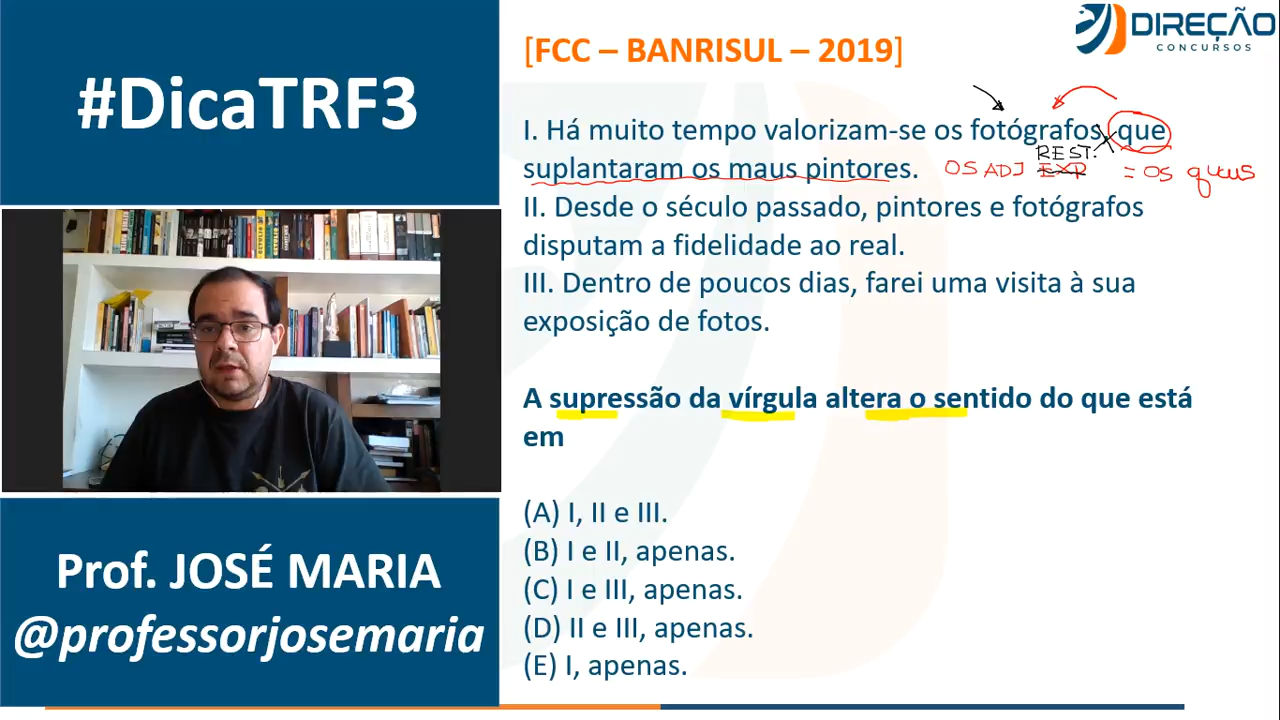 #DicaTRF3
Prof. JOSÉ MARIA
@professorjosemaria
DIREÇÃO
CONCURSOS
[FCC – BANRISUL – 2019]
I. Há muito tempo valorizam-se os fotógrafos, que
REST.
suplantaram os maus pintores. OS ADJ EXP = OS quais
II. Desde o século passado, pintores e fotógrafos
disputam a fidelidade ao real.
III. Dentro de poucos dias, farei uma visita à sua
exposição de fotos.
A supressão da vírgula altera o sentido do que está
em
(A) I, II e III.
(B) I e II, apenas.
(C) I e III, apenas.
(D) II e III, apenas.
(E) I, apenas.